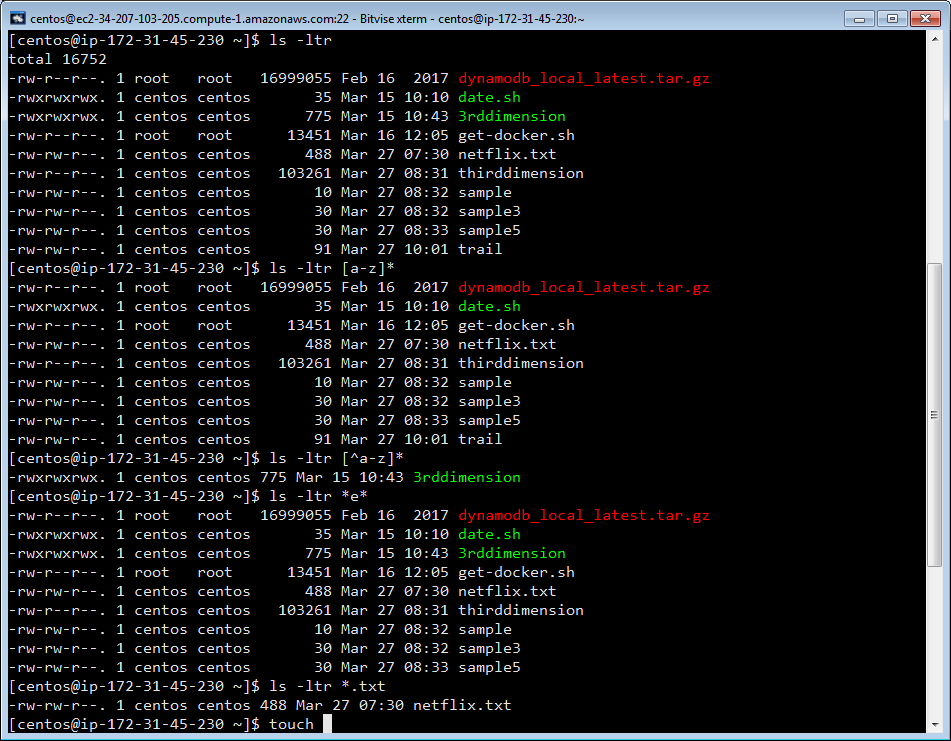 centos@ec2-34-207-103-205.compute-1.amazonaws.com:22 - Bitvise xterm - centos@ip-172-31-45-230:~
[centos@ip-172-31-45-230 ~]$ ls -ltr
total 16752
-rw-r--r--. 1 root   root   16999055 Feb 16  2017 dynamodb_local_latest.tar.gz
-rwxrwxrwx. 1 centos centos       35 Mar 15 10:10 date.sh
-rwxrwxrwx. 1 centos centos      775 Mar 15 10:43 3rddimension
-rw-r--r--. 1 root   root      13451 Mar 16 12:05 get-docker.sh
-rw-rw-r--. 1 centos centos      488 Mar 27 07:30 netflix.txt
-rw-rw-r--. 1 centos centos   103261 Mar 27 08:31 thirddimension
-rw-rw-r--. 1 centos centos       10 Mar 27 08:32 sample
-rw-rw-r--. 1 centos centos       30 Mar 27 08:32 sample3
-rw-rw-r--. 1 centos centos       30 Mar 27 08:33 sample5
-rw-rw-r--. 1 centos centos       91 Mar 27 10:01 trail
[centos@ip-172-31-45-230 ~]$ ls -ltr [a-z]*
-rw-r--r--. 1 root   root   16999055 Feb 16  2017 dynamodb_local_latest.tar.gz
-rwxrwxrwx. 1 centos centos       35 Mar 15 10:10 date.sh
-rw-r--r--. 1 root   root      13451 Mar 16 12:05 get-docker.sh
-rw-rw-r--. 1 centos centos      488 Mar 27 07:30 netflix.txt
-rw-rw-r--. 1 centos centos   103261 Mar 27 08:31 thirddimension
-rw-rw-r--. 1 centos centos       10 Mar 27 08:32 sample
-rw-rw-r--. 1 centos centos       30 Mar 27 08:32 sample3
-rw-rw-r--. 1 centos centos       30 Mar 27 08:33 sample5
-rw-rw-r--. 1 centos centos       91 Mar 27 10:01 trail
[centos@ip-172-31-45-230 ~]$ ls -ltr [^a-z]*
-rwxrwxrwx. 1 centos centos 775 Mar 15 10:43 3rddimension
[centos@ip-172-31-45-230 ~]$ ls -ltr *e*
-rw-r--r--. 1 root   root   16999055 Feb 16  2017 dynamodb_local_latest.tar.gz
-rwxrwxrwx. 1 centos centos       35 Mar 15 10:10 date.sh
-rwxrwxrwx. 1 centos centos      775 Mar 15 10:43 3rddimension
-rw-r--r--. 1 root   root      13451 Mar 16 12:05 get-docker.sh
-rw-rw-r--. 1 centos centos      488 Mar 27 07:30 netflix.txt
-rw-rw-r--. 1 centos centos   103261 Mar 27 08:31 thirddimension
-rw-rw-r--. 1 centos centos       10 Mar 27 08:32 sample
-rw-rw-r--. 1 centos centos       30 Mar 27 08:32 sample3
-rw-rw-r--. 1 centos centos       30 Mar 27 08:33 sample5
[centos@ip-172-31-45-230 ~]$ ls -ltr *.txt
-rw-rw-r--. 1 centos centos 488 Mar 27 07:30 netflix.txt
[centos@ip-172-31-45-230 ~]$ touch